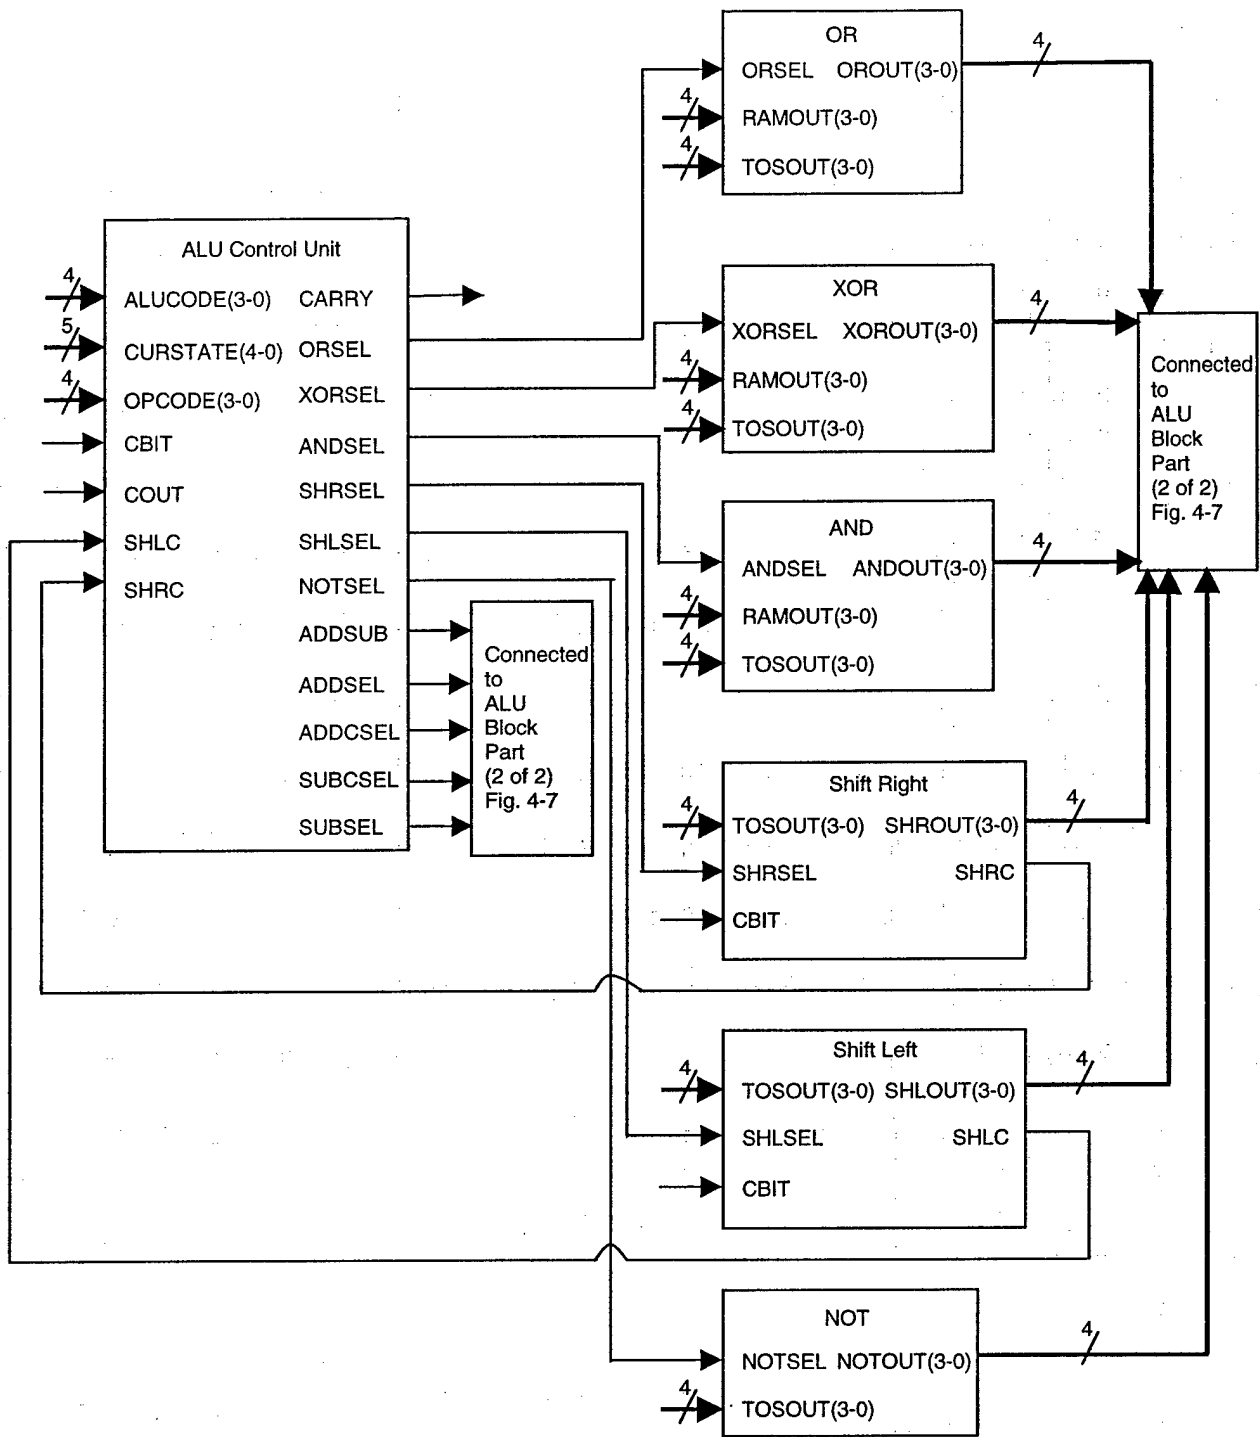 OR
4
ORSEL OROUT(3-0)
4
RAMOUT(3-0)
4
TOSOUT(3-0)
ALU Control Unit
4
ALUCODE(3-0) CARRY
5
CURSTATE(4-0) ORSEL
4
OPCODE(3-0) XORSEL
CBIT ANDSEL
COUT SHRSEL
SHLC SHLSEL
SHRC NOTSEL
ADDSUB
ADDSEL
ADDCSEL
SUBCSEL
SUBSEL
Connected
to
ALU
Block
Part
(2 of 2)
Fig. 4-7
XOR
4
XORSEL XOROUT(3-0)
4
RAMOUT(3-0)
4
TOSOUT(3-0)
Connected
to
ALU
Block
Part
(2 of 2)
Fig. 4-7
AND
4
ANDSEL ANDOUT(3-0)
4
RAMOUT(3-0)
4
TOSOUT(3-0)
Shift Right
4 4
TOSOUT(3-0) SHROUT(3-0)
SHRSEL SHRC
CBIT
Shift Left
4 4
TOSOUT(3-0) SHLOUT(3-0)
SHLSEL SHLC
CBIT
NOT
4
NOTSEL NOTOUT(3-0)
4
TOSOUT(3-0)